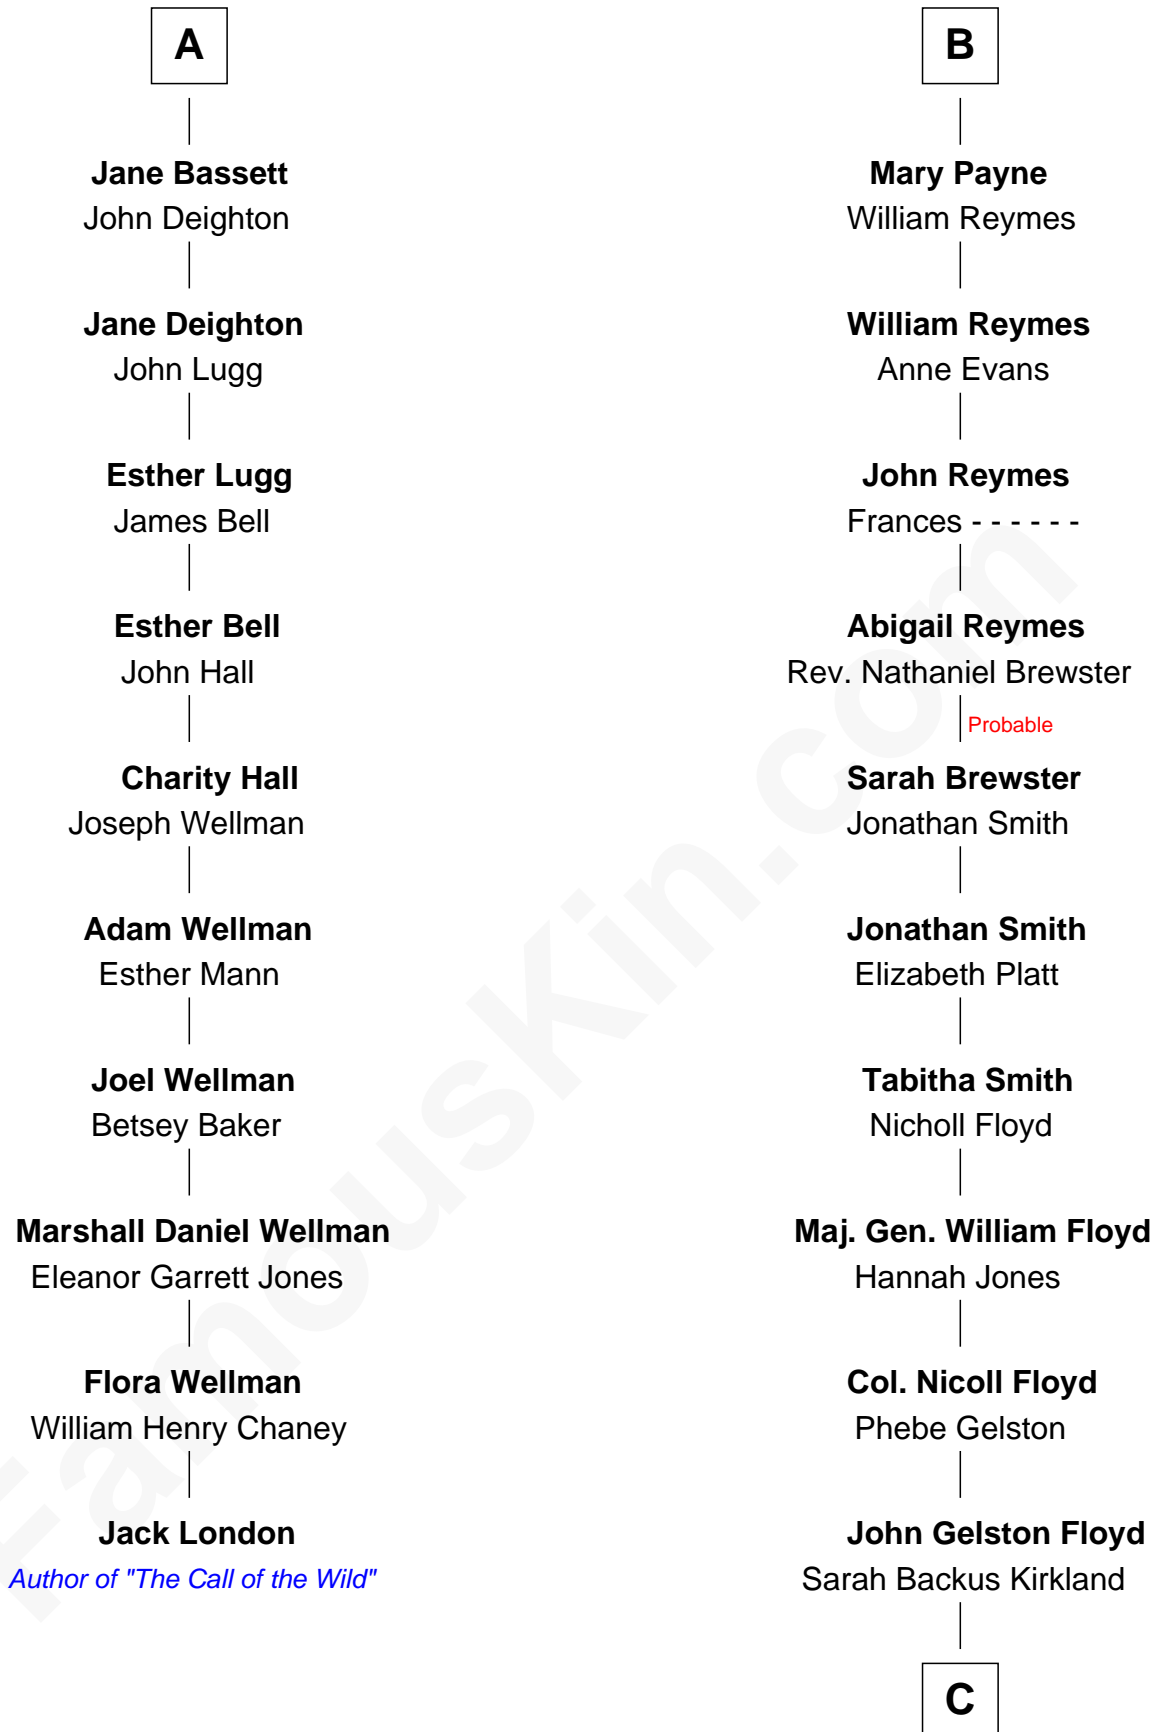 A
Jane Bassett
John Deighton
Jane Deighton
John Lugg
Esther Lugg
James Bell
Esther Bell
John Hall
Charity Hall
Joseph Wellman
Adam Wellman
Esther Mann
Joel Wellman
Betsey Baker
Marshall Daniel Wellman
Eleanor Garrett Jones
Flora Wellman
William Henry Chaney
Jack London
Author of "The Call of the Wild"
B
Mary Payne
William Reymes
William Reymes
Anne Evans
John Reymes
Frances - - - - - -
Abigail Reymes
Rev. Nathaniel Brewster
Probable
Sarah Brewster
Jonathan Smith
Jonathan Smith
Elizabeth Platt
Tabitha Smith
Nicholl Floyd
Maj. Gen. William Floyd
Hannah Jones
Col. Nicoll Floyd
Phebe Gelston
John Gelston Floyd
Sarah Backus Kirkland
C
FamousKin.com